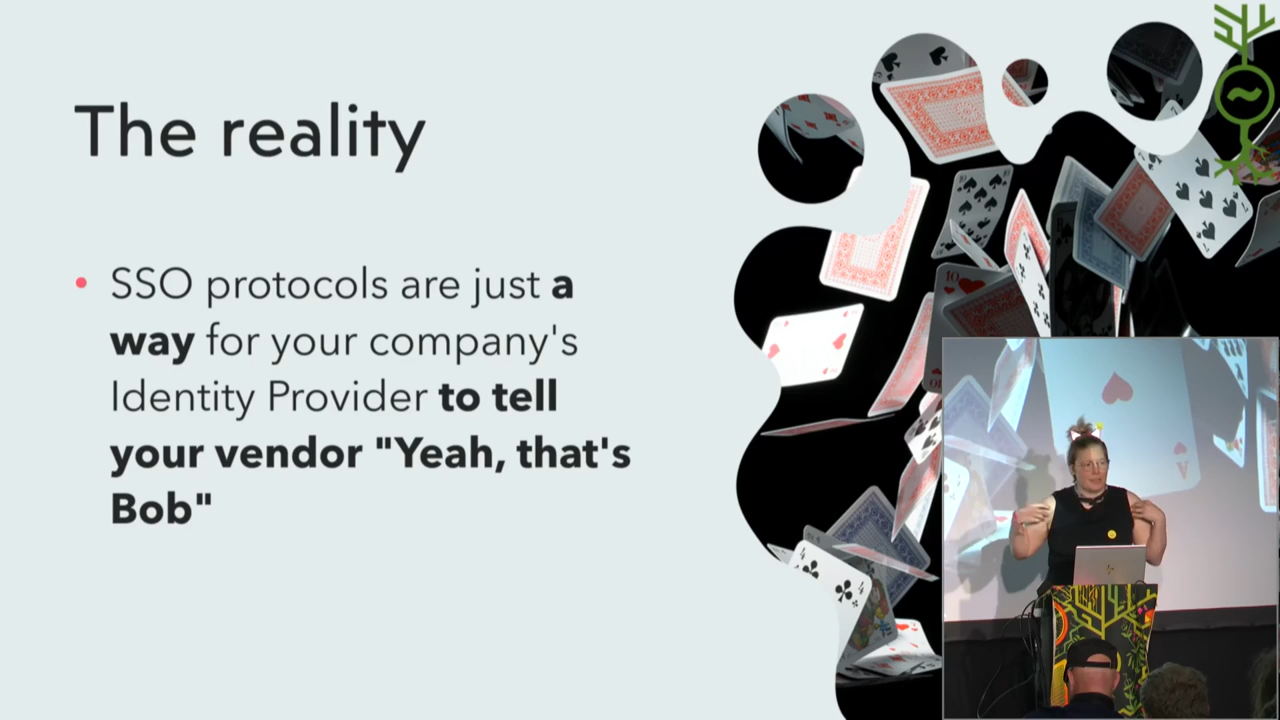 The reality
SSO protocols are just a
way for your company's
Identity Provider to tell
your vendor "Yeah, that's
Bob"
10
A